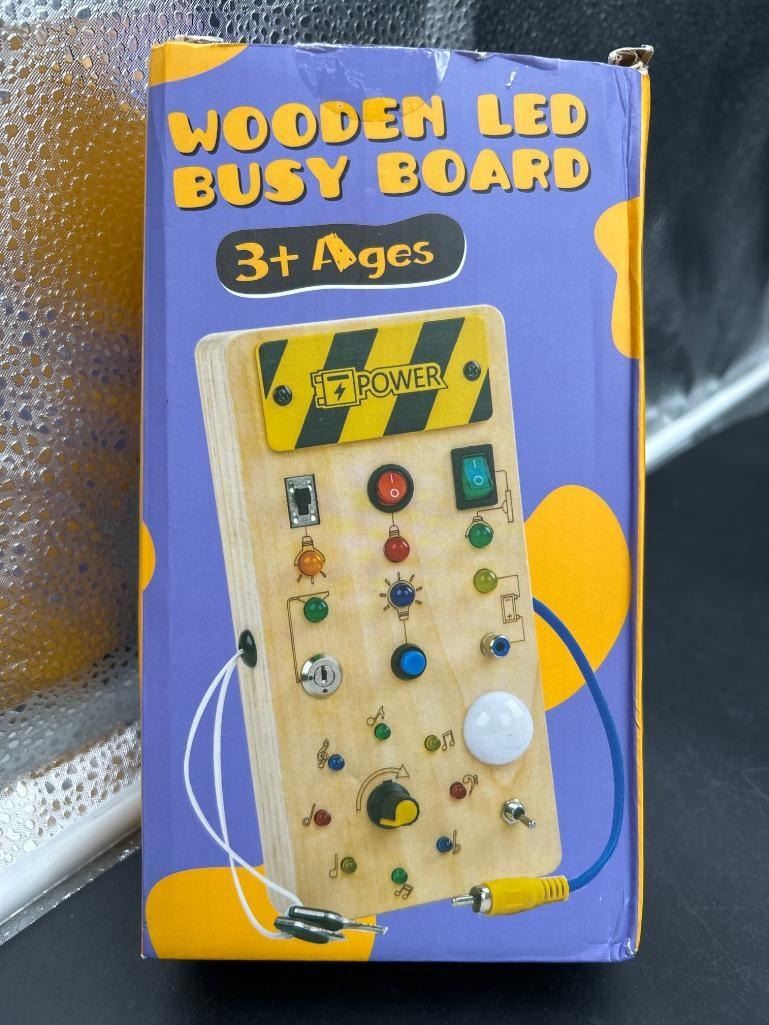 WOODEN LED
BUSY BOARD
3+ Ages
POWER